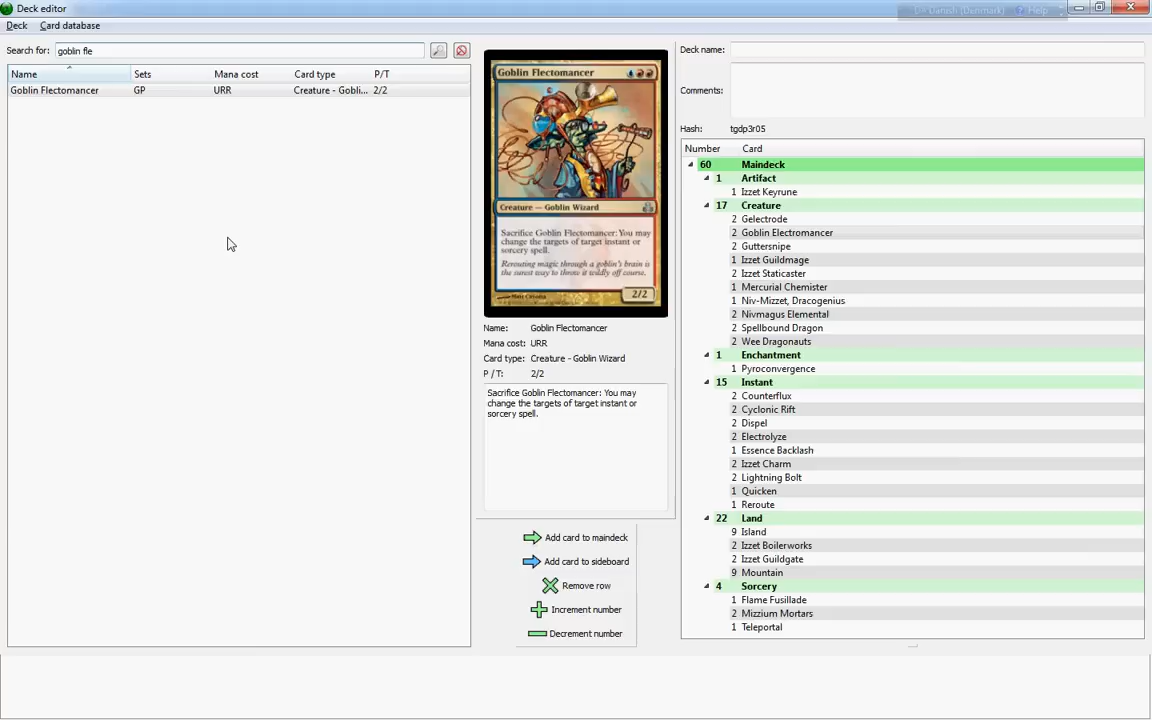 Deck editor
Danish (Denmark) Help
Deck Card database
Search for: goblin fle
Name Sets Mana cost Card type P/T
Goblin Flectomancer GP URR Creature - Gobli... 2/2
Goblin Flectomancer
Creature — Goblin Wizard
Sacrifice Goblin Flectomancer: You may
change the targets of target instant or
sorcery spell.
Rerouting magic through a goblin's brain is
the surest way to throw it wildly off course.
2/2
Name: Goblin Flectomancer
Mana cost: URR
Card type: Creature - Goblin Wizard
P / T: 2/2
Sacrifice Goblin Flectomancer: You may
change the targets of target instant or
sorcery spell.
Add card to maindeck
Add card to sideboard
Remove row
Increment number
Decrement number
Deck name:
Comments:
Hash: tgdp3r05
Number Card
60 Maindeck
1 Artifact
1 Izzet Keyrune
17 Creature
2 Gelectrode
2 Goblin Electromancer
2 Guttersnipe
1 Izzet Guildmage
2 Izzet Staticaster
1 Mercurial Chemister
1 Niv-Mizzet, Dracogenius
2 Nivmagus Elemental
2 Spellbound Dragon
2 Wee Dragonauts
1 Enchantment
1 Pyroconvergence
15 Instant
2 Counterflux
2 Cyclonic Rift
2 Dispel
2 Electrolyze
1 Essence Backlash
2 Izzet Charm
2 Lightning Bolt
1 Quicken
1 Reroute
22 Land
9 Island
2 Izzet Boilerworks
2 Izzet Guildgate
9 Mountain
4 Sorcery
1 Flame Fusillade
2 Mizzium Mortars
1 Teleportal